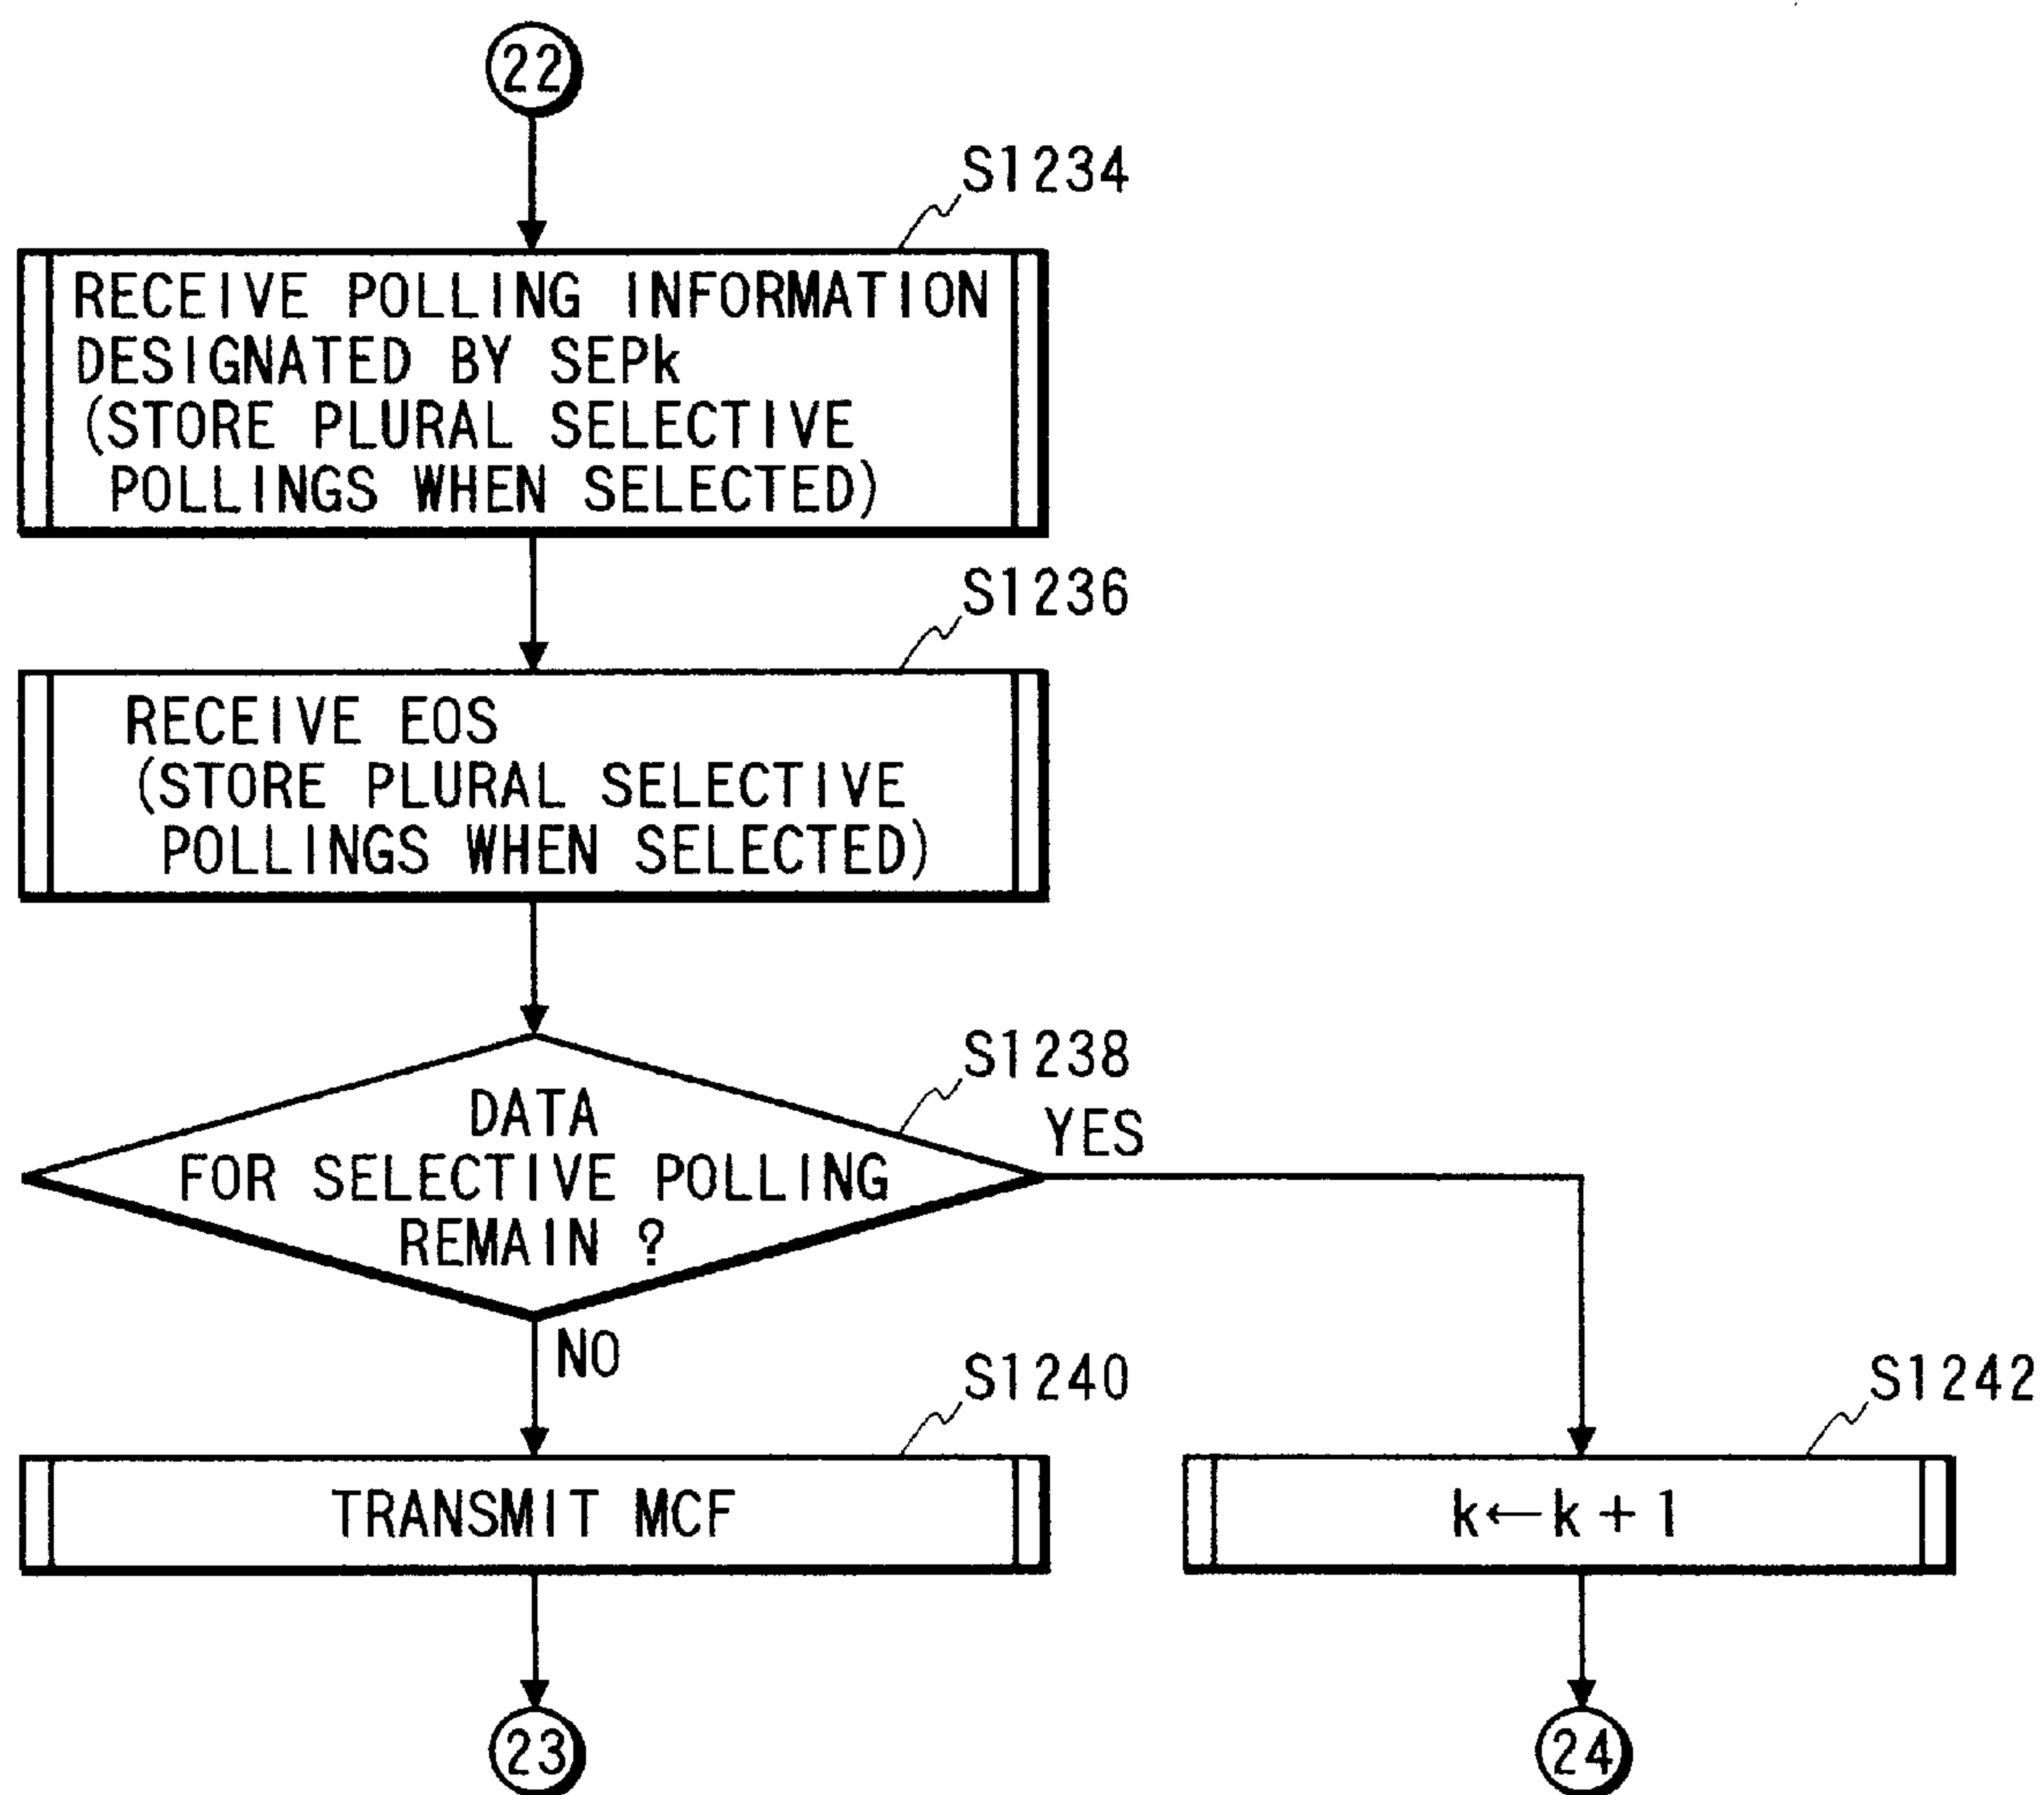 22
S1234
RECEIVE POLLING INFORMATION
DESIGNATED BY SEPk
(STORE PLURAL SELECTIVE
POLLINGS WHEN SELECTED)
S1236
RECEIVE EOS
(STORE PLURAL SELECTIVE
POLLINGS WHEN SELECTED)
S1238
DATA
FOR SELECTIVE POLLING
REMAIN ?
YES
NO
S1240
TRANSMIT MCF
S1242
k←k+1
23
24